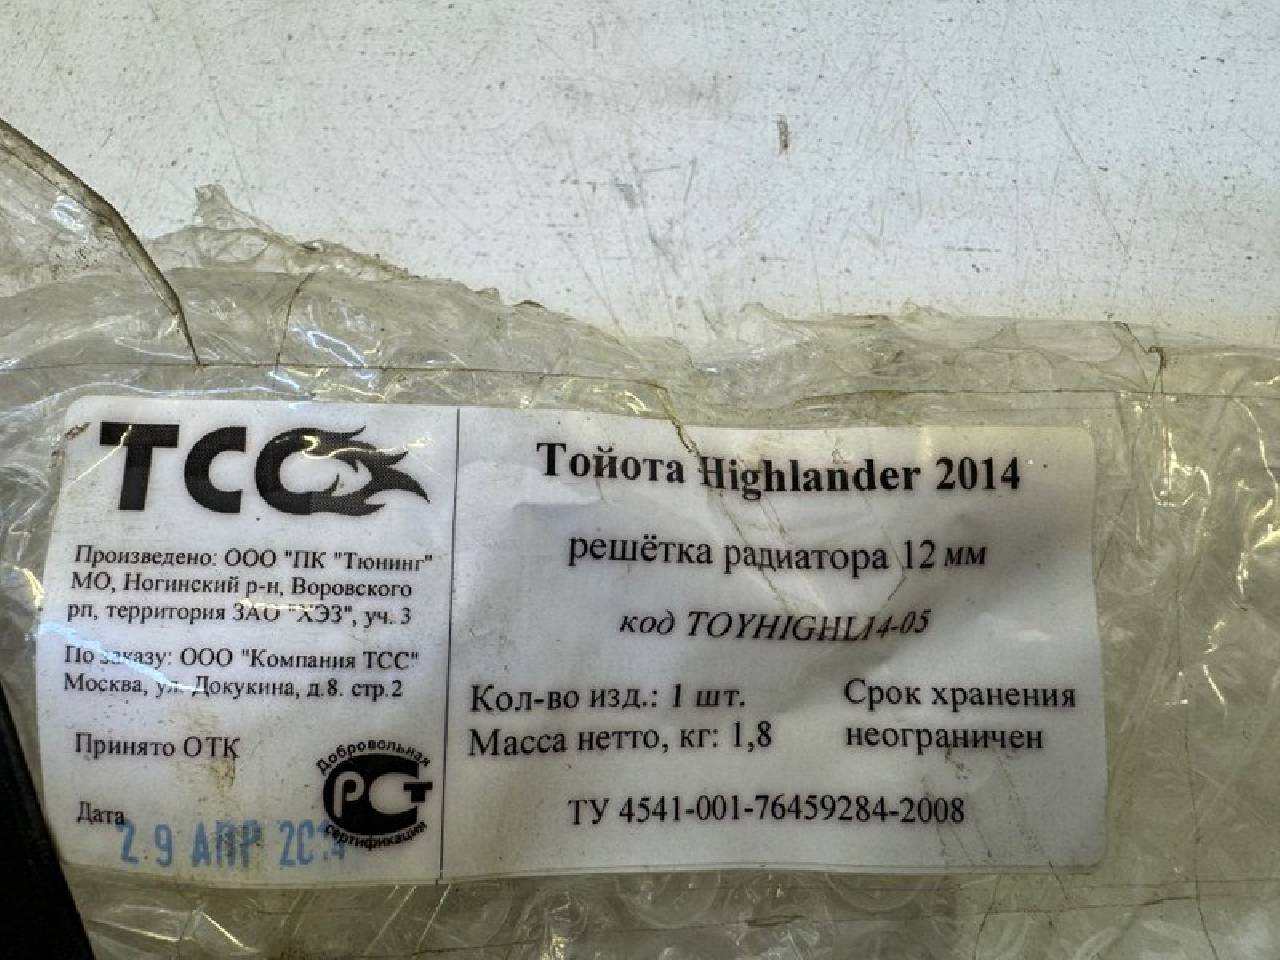 ТСС
Произведено: ООО "ПК "Тюнинг"
МО, Ногинский р-н, Воровского
рп, территория ЗАО "ХЭЗ", уч. 3
По заказу: ООО "Компания ТСС"
Москва, ул. Докукина, д.8. стр.2
Принято ОТК
Добровольная
РСТ
сертификация
Дата
29 АПР
Тойота Highlander 2014
решётка радиатора 12 мм
код TOYHIGHL14-05
Кол-во изд.: 1 шт.
Масса нетто, кг: 1,8
Срок хранения
неограничен
ТУ 4541-001-76459284-2008